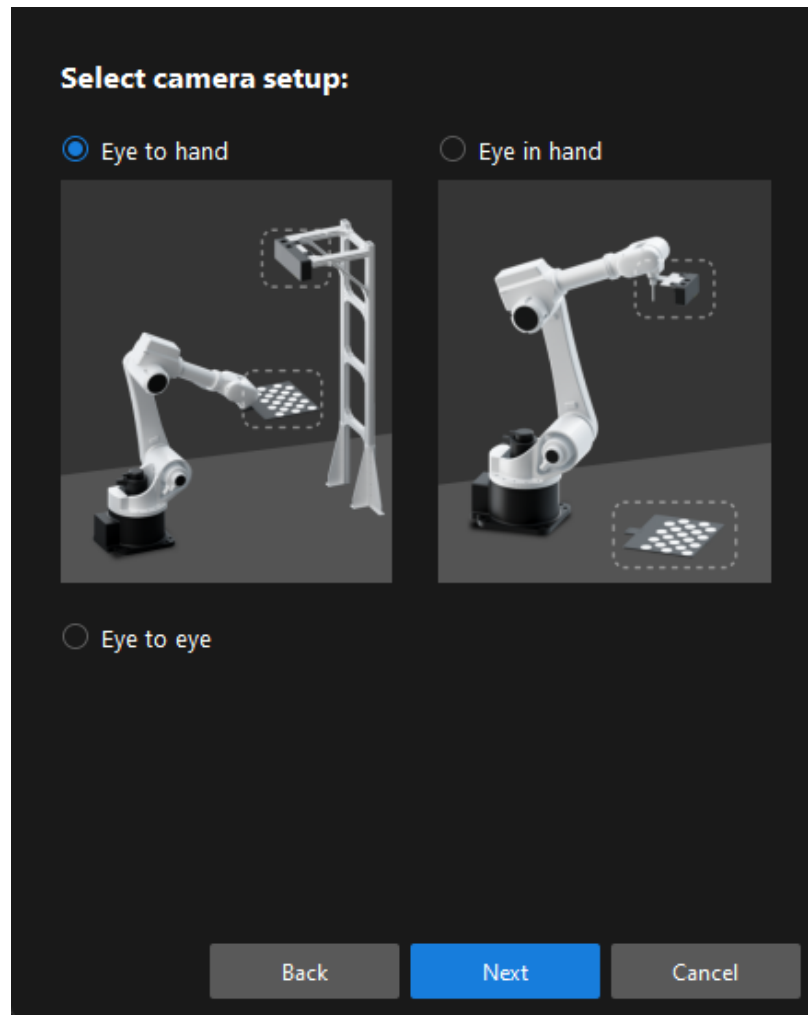 Select camera setup:
Eye to hand
Eye in hand
Eye to eye
Back
Next
Cancel